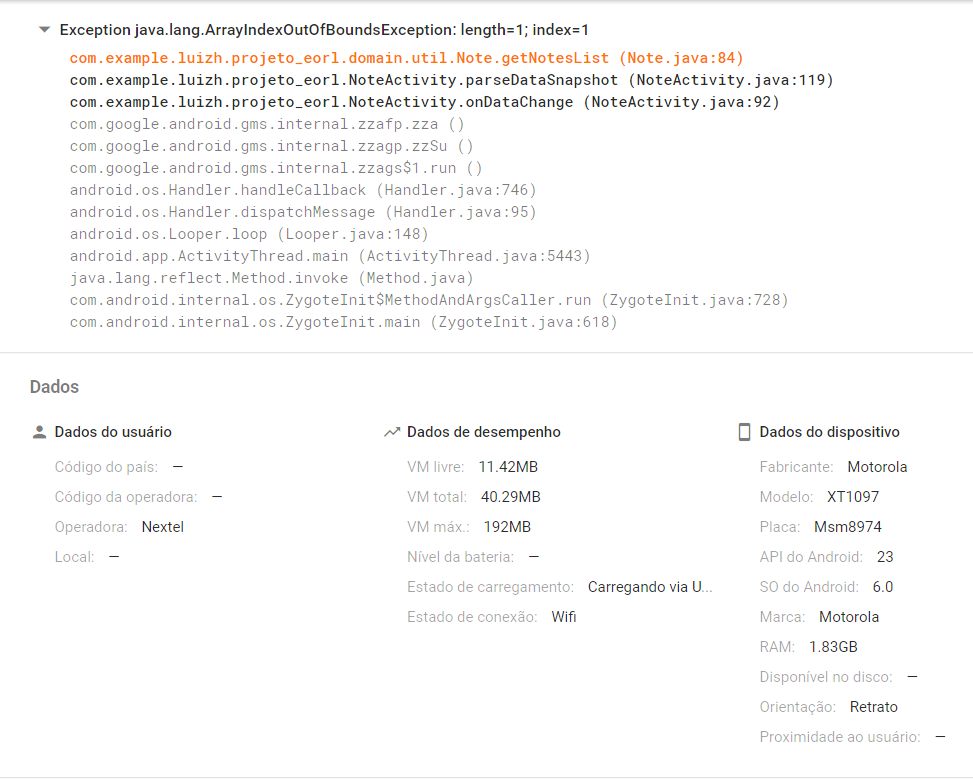 Exception java.lang.ArrayIndexOutOfBoundsException: length=1; index=1
com.example.luizh.projeto_eorl.domain.util.Note.getNotesList (Note.java:84)
com.example.luizh.projeto_eorl.NoteActivity.parseDataSnapshot (NoteActivity.java:119)
com.example.luizh.projeto_eorl.NoteActivity.onDataChange (NoteActivity.java:92)
com.google.android.gms.internal.zzafp.zza ()
com.google.android.gms.internal.zzagp.zzSu ()
com.google.android.gms.internal.zzags$1.run ()
android.os.Handler.handleCallback (Handler.java:746)
android.os.Handler.dispatchMessage (Handler.java:95)
android.os.Looper.loop (Looper.java:148)
android.app.ActivityThread.main (ActivityThread.java:5443)
java.lang.reflect.Method.invoke (Method.java)
com.android.internal.os.ZygoteInit$MethodAndArgsCaller.run (ZygoteInit.java:728)
com.android.internal.os.ZygoteInit.main (ZygoteInit.java:618)
Dados
Dados do usuário
Código do país: —
Código da operadora: —
Operadora: Nextel
Local: —
Dados de desempenho
VM livre: 11.42MB
VM total: 40.29MB
VM máx.: 192MB
Nível da bateria: —
Estado de carregamento: Carregando via U...
Estado de conexão: Wifi
Dados do dispositivo
Fabricante: Motorola
Modelo: XT1097
Placa: Msm8974
API do Android: 23
SO do Android: 6.0
Marca: Motorola
RAM: 1.83GB
Disponível no disco: —
Orientação: Retrato
Proximidade ao usuário: —